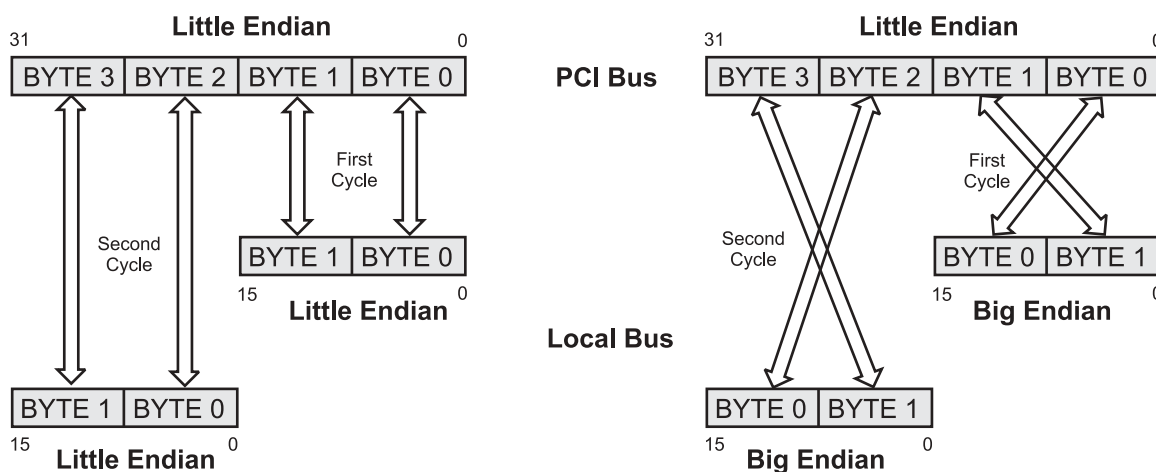 Little Endian
31 0
BYTE 3 BYTE 2 BYTE 1 BYTE 0
First
Cycle
Second
Cycle
BYTE 1 BYTE 0
15 0
Little Endian
BYTE 1 BYTE 0
15 0
Little Endian
PCI Bus
Local Bus
Little Endian
31 0
BYTE 3 BYTE 2 BYTE 1 BYTE 0
First
Cycle
Second
Cycle
BYTE 0 BYTE 1
15 0
Big Endian
BYTE 0 BYTE 1
15 0
Big Endian